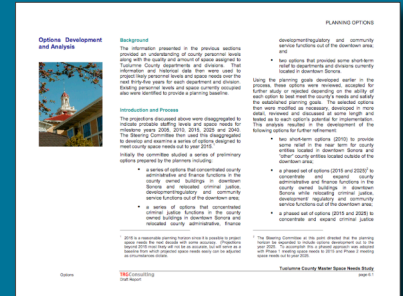 PLANNING OPTIONS
Options Development
and Analysis
Background
The information presented in the previous sections
provided an understanding of county personnel levels
along with the quality and amount of space assigned to
Tuolumne County departments and divisions. That
information and historical data then were used to
project likely personnel levels and space needs over the
next thirty-five years for each department and division.
Existing personnel levels and space currently occupied
also were identified to provide a planning baseline.
Introduction and Process
The projections discussed above were disaggregated to
indicate probable staffing levels and space needs for
milestone years 2008, 2010, 2015, 2025 and 2040.
The Steering Committee then used this disaggregated
to develop and examine a series of options designed to
meet county space needs out to year 2015.
Initially the committee studied a series of preliminary
options prepared by the planners including:
• a series of options that concentrated county
administrative and finance functions in the
county owned buildings in downtown
Sonora and relocated criminal justice,
development/regulatory and community
service functions out of the downtown area;
• a series of options that concentrated
criminal justice functions in the county
owned buildings in downtown Sonora and
relocated county administrative, finance
development/regulatory and community
service functions out of the downtown area;
and
• two options that provided some short-term
relief to departments and divisions currently
located in downtown Sonora.
Using the planning goals developed earlier in the
process, these options were reviewed, accepted for
further study or rejected depending on the ability of
each option to best meet the county's needs and satisfy
the established planning goals. The selected options
then were modified as necessary, developed in more
detail, reviewed and discussed at some length and
tested as to each option's potential for implementation.
This analysis resulted in the development of the
following options for further refinement:
• two short-term options (2010) to provide
some relief in the near term for county
entities located in downtown Sonora and
"other" county entities located outside of the
downtown area;
• a phased set of options (2015 and 2025) to
concentrate and expand county
administrative and finance functions in the
county owned buildings in downtown
Sonora while relocating criminal justice,
development regulatory and community
service functions out of the downtown area;
• a phased set of options (2015 and 2025) to
concentrate and expand criminal justice
Options
TRGConsulting
Draft Report
Tuolumne County Master Space Needs Study